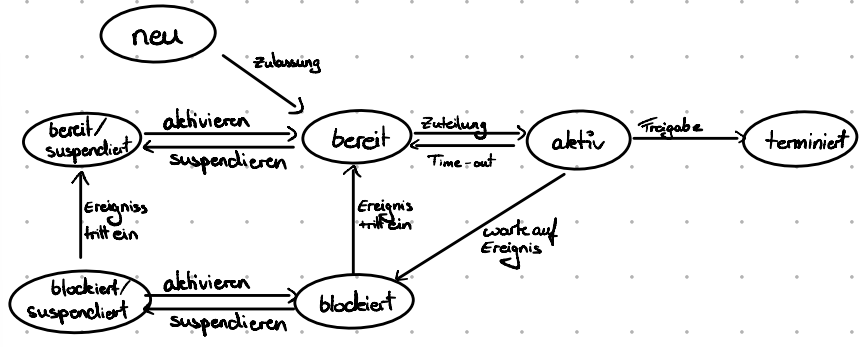 neu
Zulassung
bereit/
suspendiert
aktivieren
suspendieren
bereit
Zuteilung
Time-out
aktiv
Freigabe
terminiert
Ereigniss
tritt ein
Ereignis
tritt ein
warte auf
Ereignis
blockiert/
suspendiert
aktivieren
suspendieren
blockiert